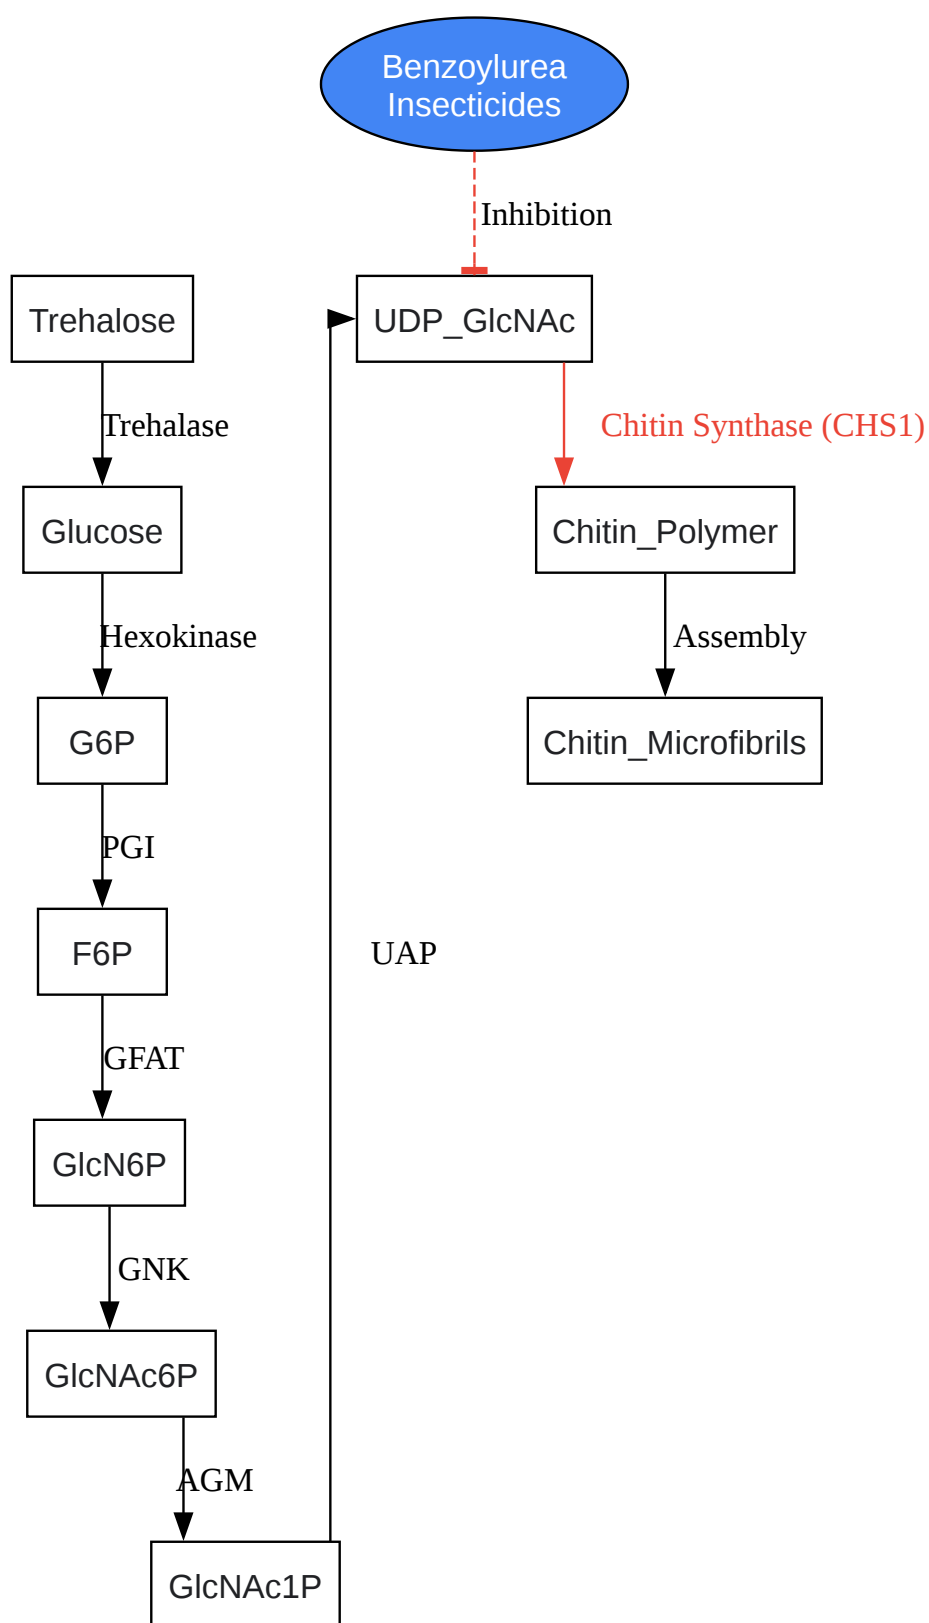 Benzoylurea
Insecticides
Inhibition
Trehalose
UDP_GlcNAc
Trehalase
Chitin Synthase (CHS1)
Glucose
Chitin_Polymer
Hexokinase
Assembly
G6P
Chitin_Microfibrils
PGI
F6P
UAP
GFAT
GlcN6P
GNK
GlcNAc6P
AGM
GlcNAc1P